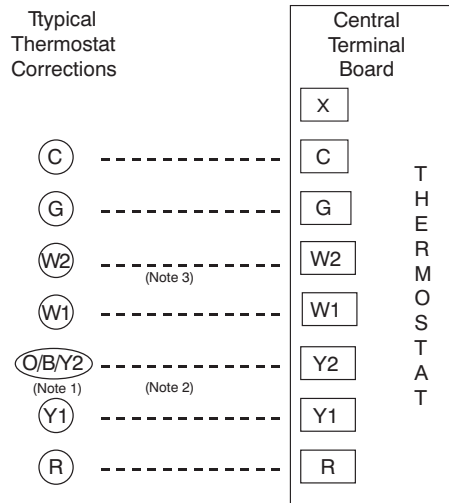 Ttypical
Thermostat
Corrections
Central
Terminal
Board
X
C
C
G
G
W2
(Note 3)
W2
W1
W1
O/B/Y2
(Note 1)
(Note 2)
Y2
Y1
Y1
R
R
THERMOSTAT